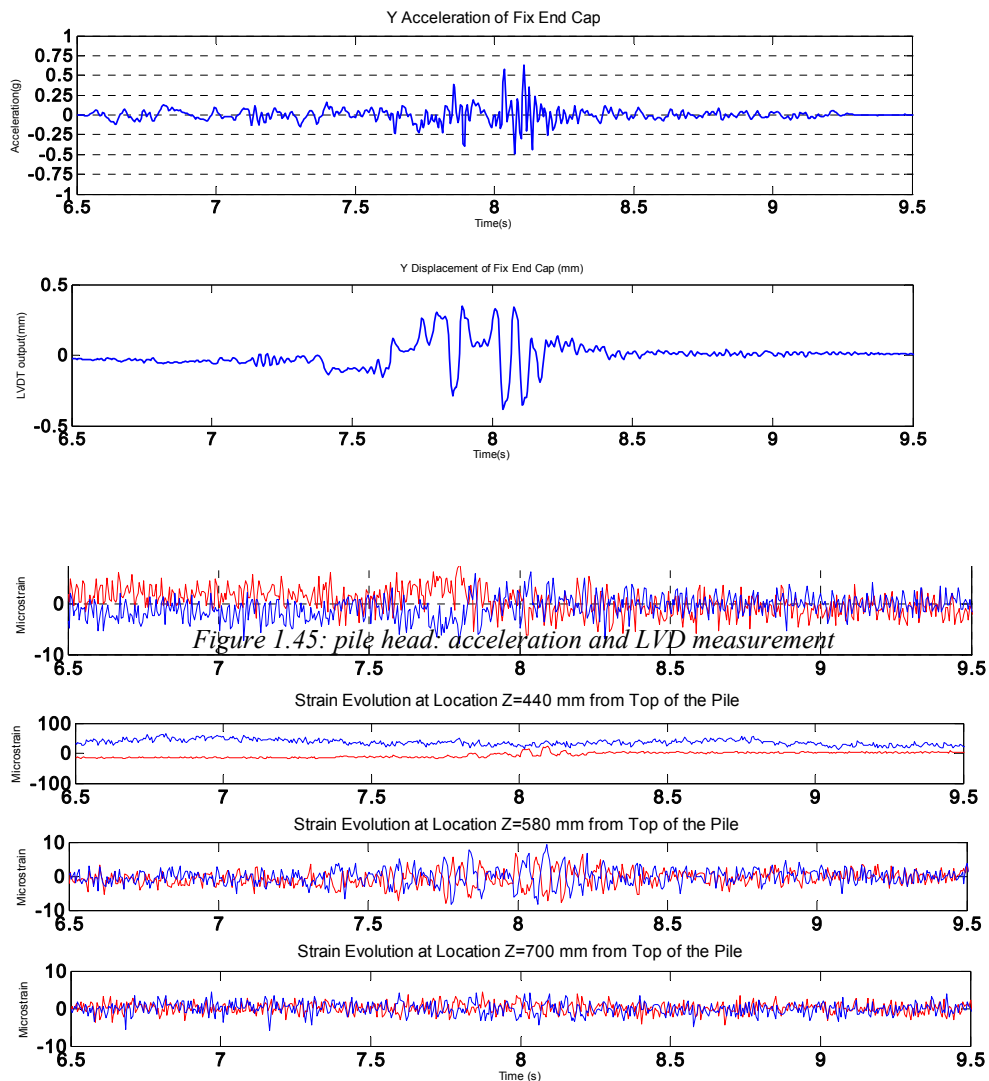 Y Acceleration of Fix End Cap
1
0.75
0.5
0.25
0
-0.25
-0.5
-0.75
-1
Acceleration(g)
6.5 7 7.5 8 8.5 9 9.5
Time(s)
Y Displacement of Fix End Cap (mm)
0.5
0
-0.5
LVDT output(mm)
6.5 7 7.5 8 8.5 9 9.5
Time(s)
Microstrain
0
-10
Figure 1.45: pile head: acceleration and LVD measurement
6.5 7 7.5 8 8.5 9 9.5
Strain Evolution at Location Z=440 mm from Top of the Pile
100
0
-100
Microstrain
6.5 7 7.5 8 8.5 9 9.5
Strain Evolution at Location Z=580 mm from Top of the Pile
10
0
-10
Microstrain
6.5 7 7.5 8 8.5 9 9.5
Strain Evolution at Location Z=700 mm from Top of the Pile
10
0
-10
Microstrain
6.5 7 7.5 8 8.5 9 9.5
Time (s)